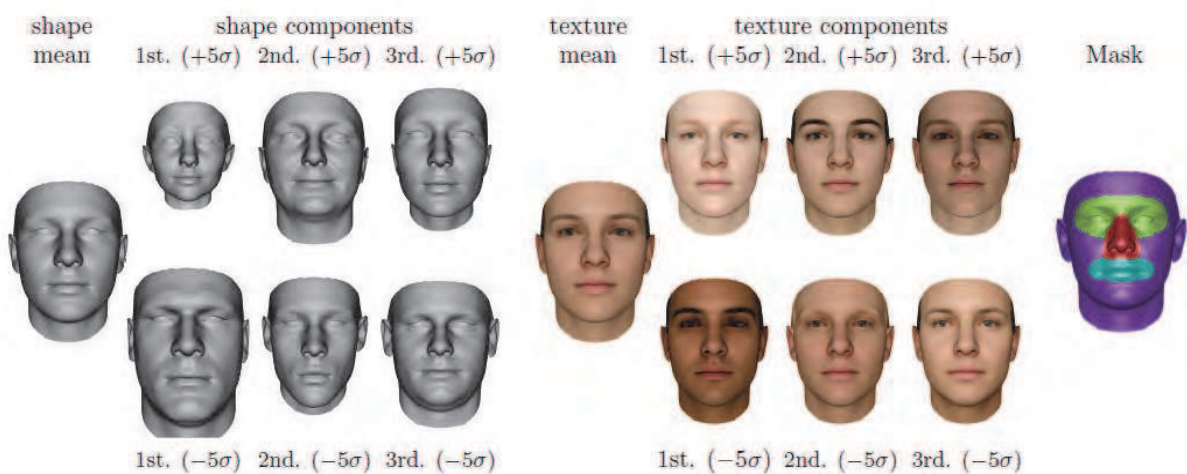 shape shape components texture texture components
mean 1st. (+5σ) 2nd. (+5σ) 3rd. (+5σ) mean 1st. (+5σ) 2nd. (+5σ) 3rd. (+5σ) Mask
1st. (−5σ) 2nd. (−5σ) 3rd. (−5σ) 1st. (−5σ) 2nd. (−5σ) 3rd. (−5σ)